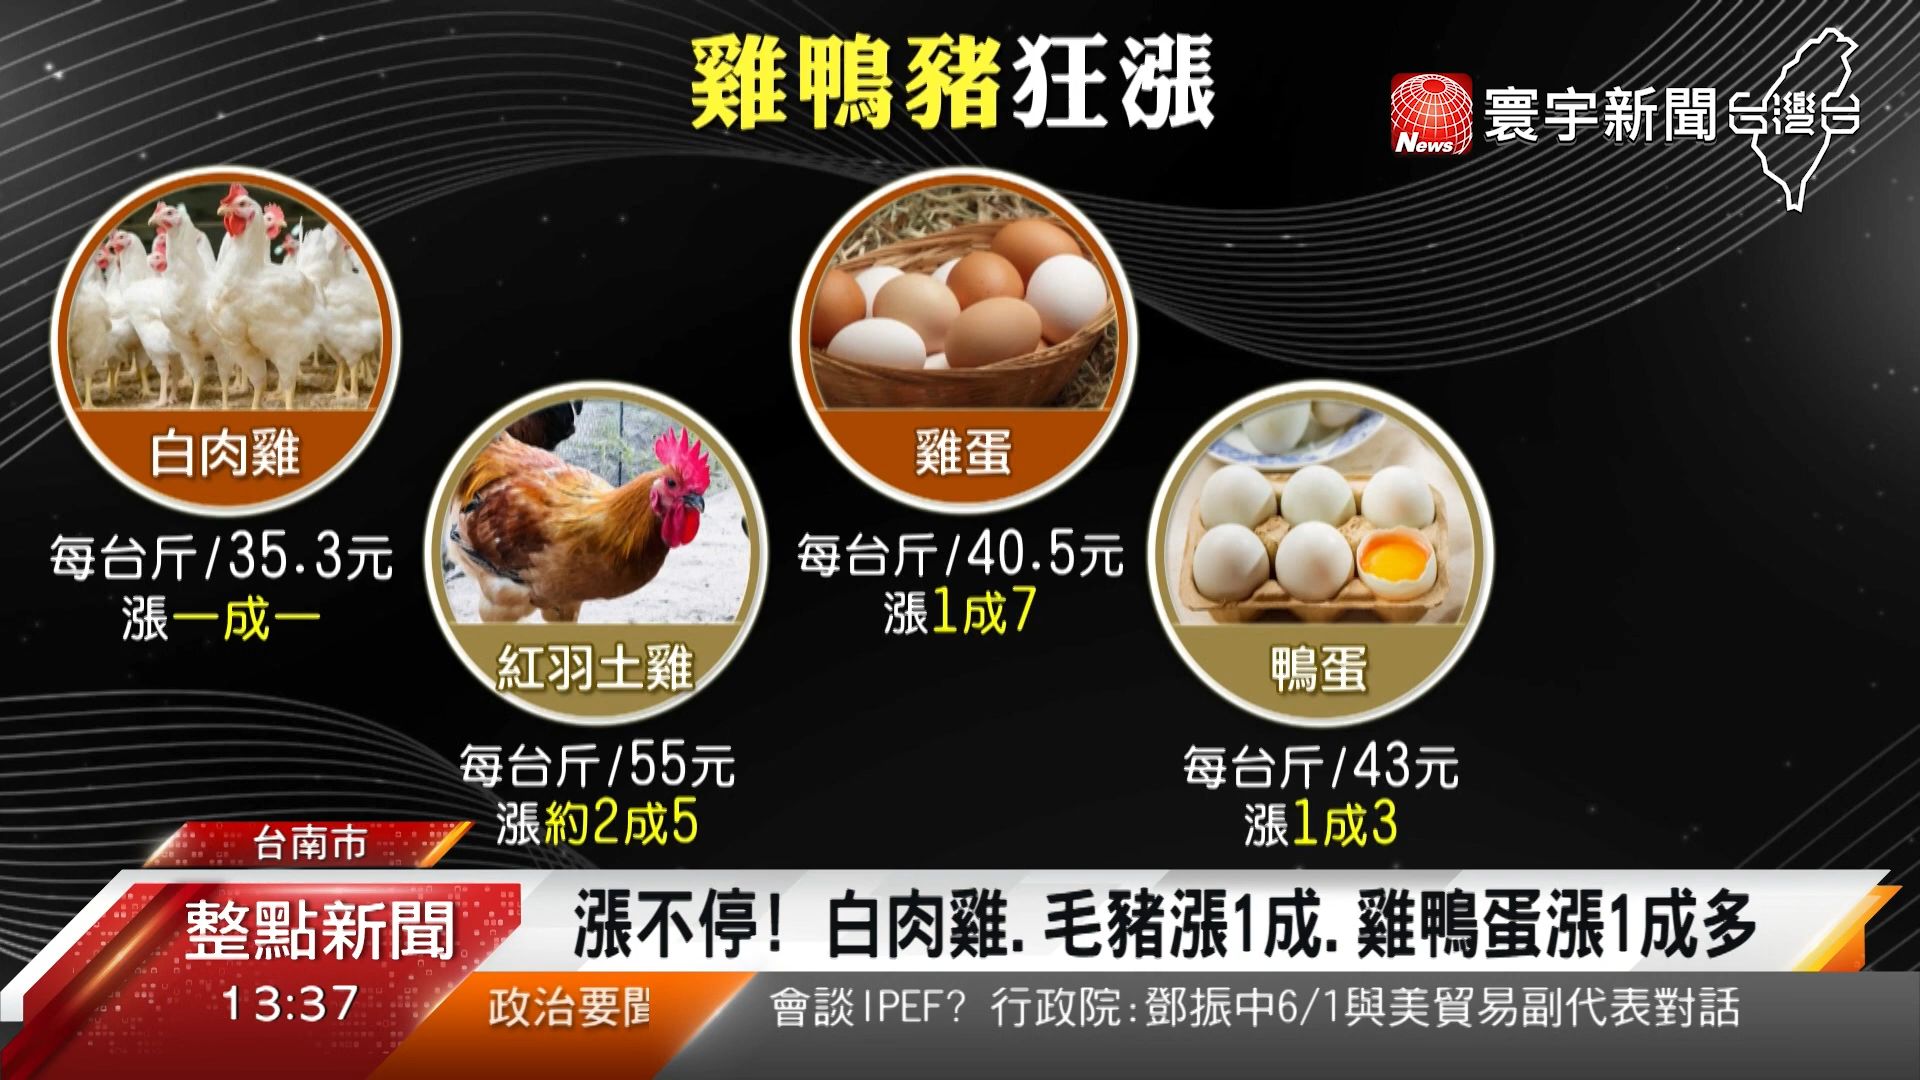 雞鴨豬狂漲
News 寰宇新聞 台灣台
白肉雞
每台斤/35.3元
漲一成一
紅羽土雞
每台斤/55元
漲約2成5
雞蛋
每台斤/40.5元
漲1成7
鴨蛋
每台斤/43元
漲1成3
台南市
整點新聞
13:37
漲不停! 白肉雞.毛豬漲1成.雞鴨蛋漲1成多
政治要聞
會談IPEF? 行政院:鄧振中6/1與美貿易副代表對話